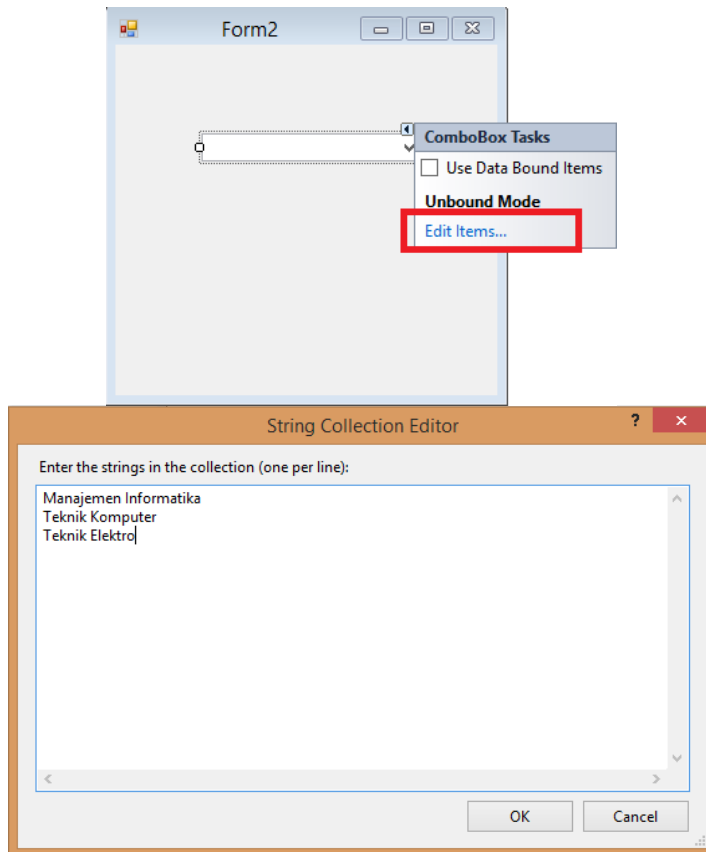 Form2
ComboBox Tasks
Use Data Bound Items
Unbound Mode
Edit Items...
String Collection Editor
?
Enter the strings in the collection (one per line):
Manajemen Informatika
Teknik Komputer
Teknik Elektro
OK Cancel